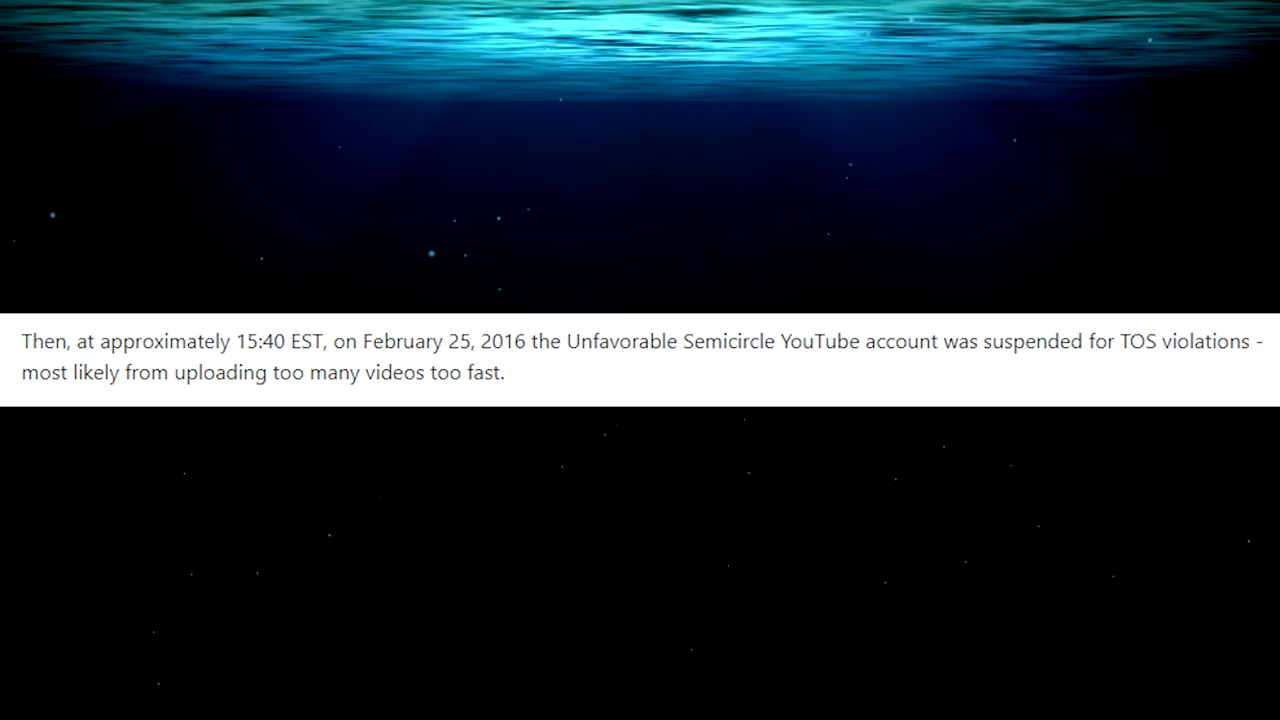 Then, at approximately 15:40 EST, on February 25, 2016 the Unfavorable Semicircle YouTube account was suspended for TOS violations -
most likely from uploading too many videos too fast.